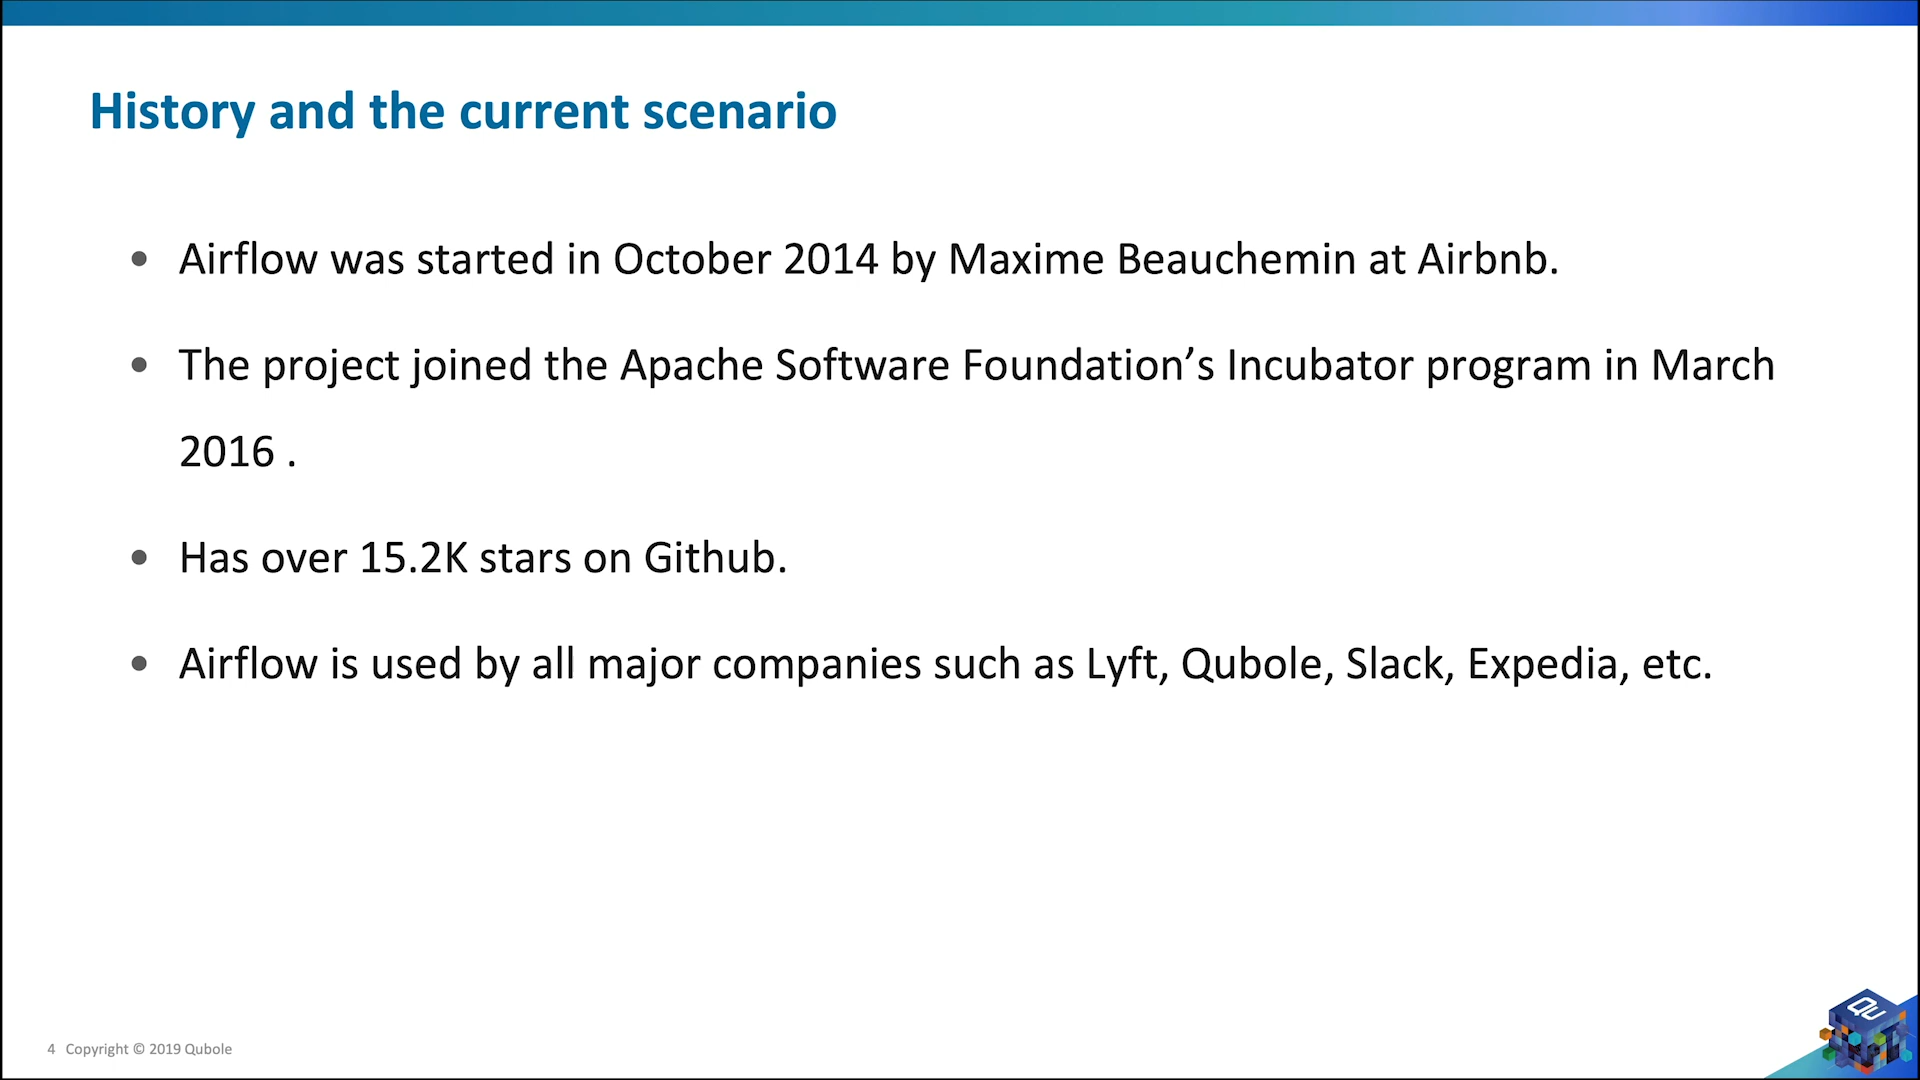 History and the current scenario
• Airflow was started in October 2014 by Maxime Beauchemin at Airbnb.
• The project joined the Apache Software Foundation’s Incubator program in March
2016 .
• Has over 15.2K stars on Github.
• Airflow is used by all major companies such as Lyft, Qubole, Slack, Expedia, etc.
4 Copyright © 2019 Qubole
QU